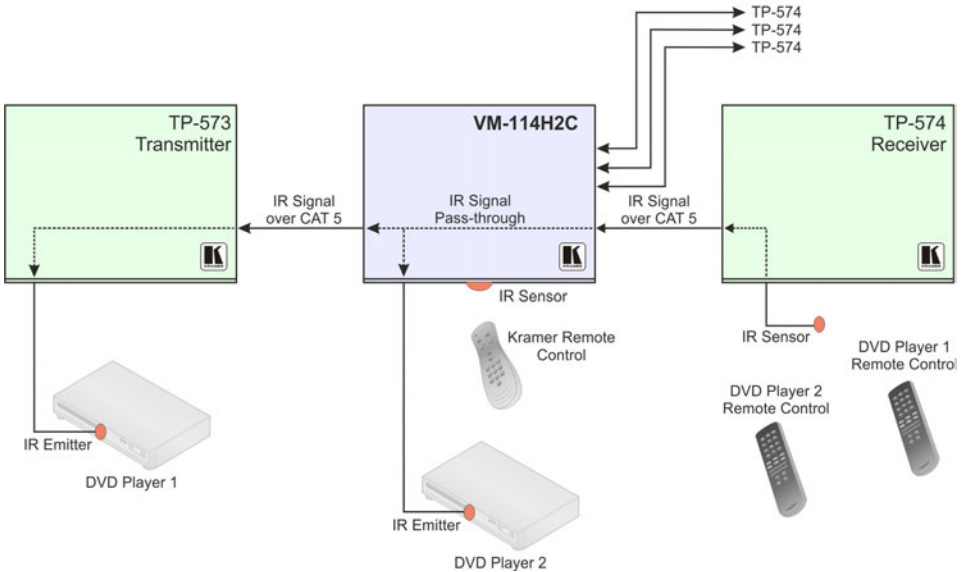 TP-574
TP-574
TP-574
TP-573
Transmitter
VM-114H2C
TP-574
Receiver
IR Signal
over CAT 5
IR Signal
Pass-through
IR Signal
over CAT 5
K
K
K
IR Sensor
Kramer Remote
Control
IR Sensor
DVD Player 1
Remote Control
DVD Player 2
Remote Control
IR Emitter
DVD Player 1
IR Emitter
DVD Player 2